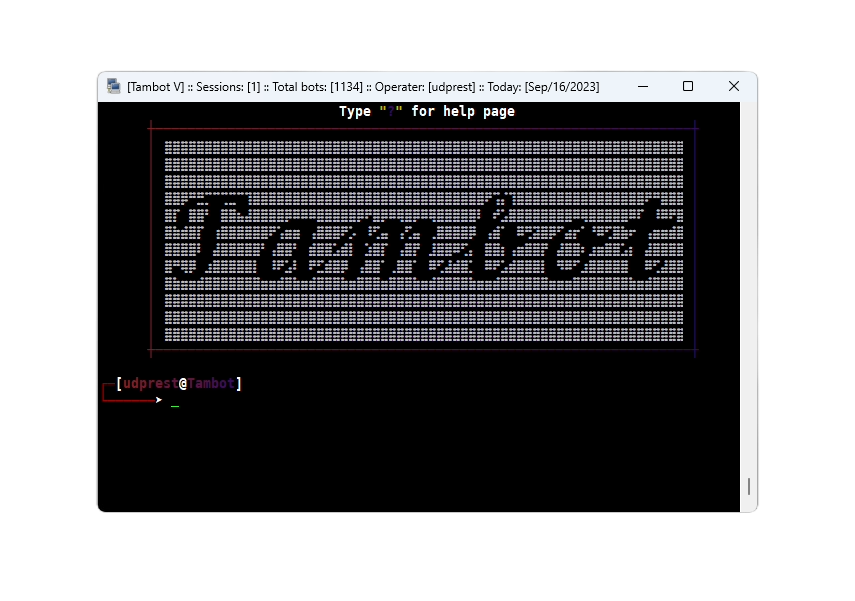 [Tambot V] :: Sessions: [1] :: Total bots: [1134] :: Operater: [udprest] :: Today: [Sep/16/2023]
Type "?" for help page
Tambot
[udprest@Tambot]